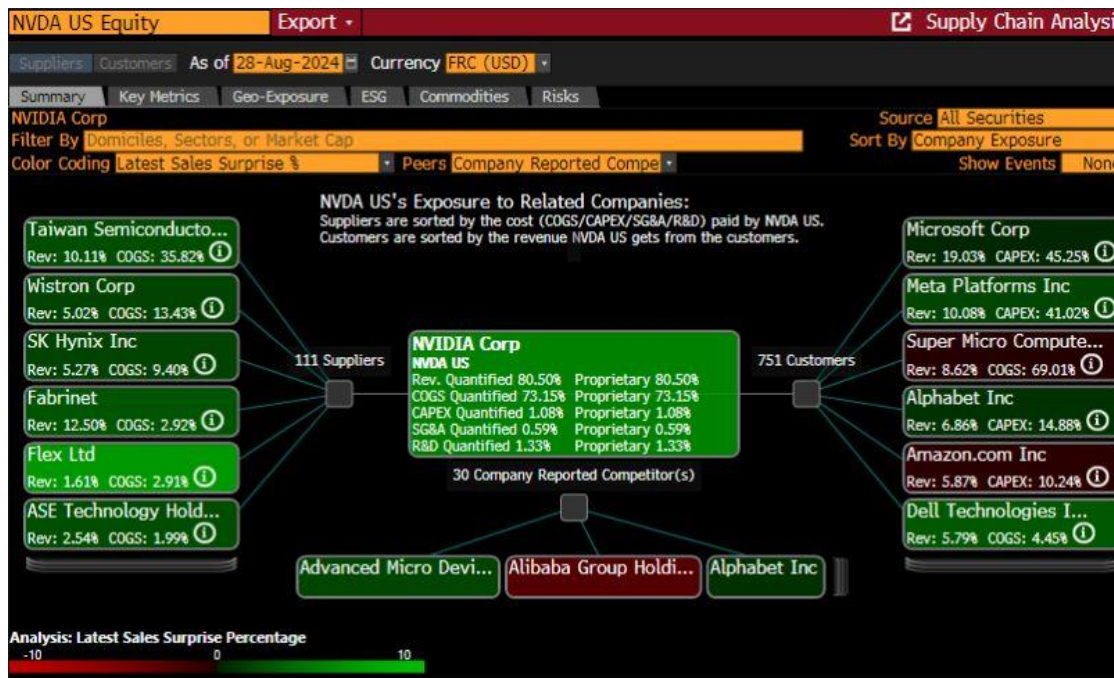 NVDA US Equity Export Supply Chain Analysi
Suppliers Customers As of 28-Aug-2024 Currency FRC (USD)
Summary Key Metrics Geo-Exposure ESG Commodities Risks
NVIDIA Corp Source All Securities
Filter By Domiciles, Sectors, or Market Cap Sort By Company Exposure
Color Coding Latest Sales Surprise % Peers Company Reported Compe Show Events None
NVDA US's Exposure to Related Companies:
Suppliers are sorted by the cost (COGS/CAPEX/SG&A/R&D) paid by NVDA US.
Customers are sorted by the revenue NVDA US gets from the customers.
Taiwan Semiconducto...
Rev: 10.11% COGS: 35.82%
Wistron Corp
Rev: 5.02% COGS: 13.43%
SK Hynix Inc
Rev: 5.27% COGS: 9.40%
Fabrinet
Rev: 12.50% COGS: 2.92%
Flex Ltd
Rev: 1.61% COGS: 2.91%
ASE Technology Hold...
Rev: 2.54% COGS: 1.99%
111 Suppliers
NVIDIA Corp
NVDA US
Rev. Quantified 80.50% Proprietary 80.50%
COGS Quantified 73.15% Proprietary 73.15%
CAPEX Quantified 1.08% Proprietary 1.08%
SG&A Quantified 0.59% Proprietary 0.59%
R&D Quantified 1.33% Proprietary 1.33%
751 Customers
Microsoft Corp
Rev: 19.03% CAPEX: 45.25%
Meta Platforms Inc
Rev: 10.08% CAPEX: 41.02%
Super Micro Compute...
Rev: 8.62% COGS: 69.01%
Alphabet Inc
Rev: 6.86% CAPEX: 14.88%
Amazon.com Inc
Rev: 5.87% CAPEX: 10.24%
Dell Technologies I...
Rev: 5.79% COGS: 4.45%
30 Company Reported Competitor(s)
Advanced Micro Devi... Alibaba Group Holdi... Alphabet Inc
Analysis: Latest Sales Surprise Percentage
-10 0 10